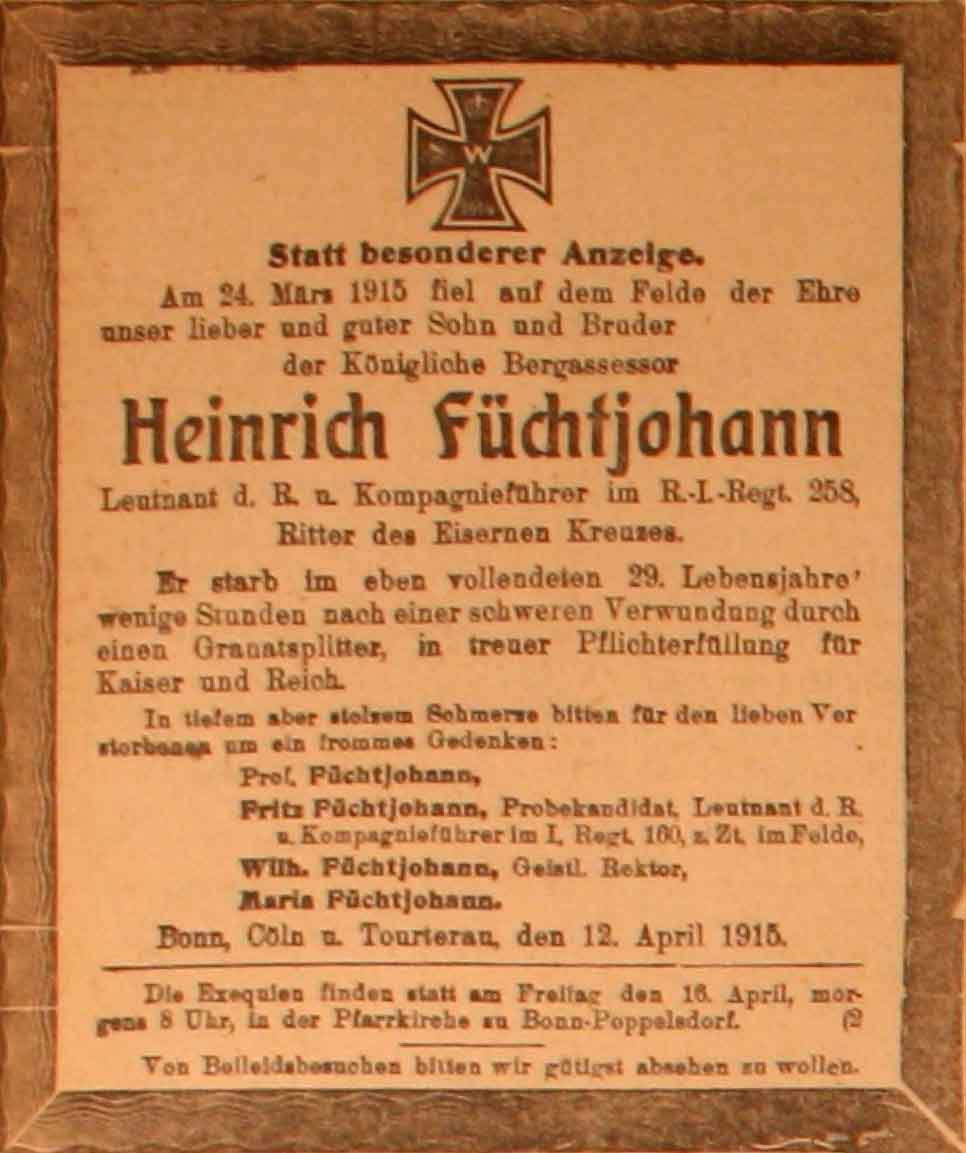 W
Statt besonderer Anzeige.
Am 24. März 1915 fiel auf dem Felde der Ehre
unser lieber und guter Sohn und Bruder
der Königliche Bergassessor
Heinrich Füchtjohann
Leutnant d. R. u. Kompagnieführer im R.-I.-Regt. 258,
Ritter des Eisernen Kreuzes.
Er starb im eben vollendeten 29. Lebensjahre'
wenige Stunden nach einer schweren Verwundung durch
einen Granatsplitter, in treuer Pflichterfüllung für
Kaiser und Reich.
In tiefem aber stolzem Schmerze bitten für den lieben Ver
storbenen um ein frommes Gedenken:
Prof. Füchtjohann,
Fritz Füchtjohann, Probekandidat, Leutnant d. R.
u. Kompagnieführer im I. Regt. 160, z. Zt. im Felde,
Wilh. Füchtjohann, Geistl. Rektor,
Maria Füchtjohann.
Bonn, Cöln u. Tourterau, den 12. April 1915.
Die Exequien finden statt am Freitag den 16. April, mor-
gens 8 Uhr, in der Pfarrkirche zu Bonn-Poppelsdorf. (2
Von Beileidsbesuchen bitten wir gütigst absehen zu wollen.